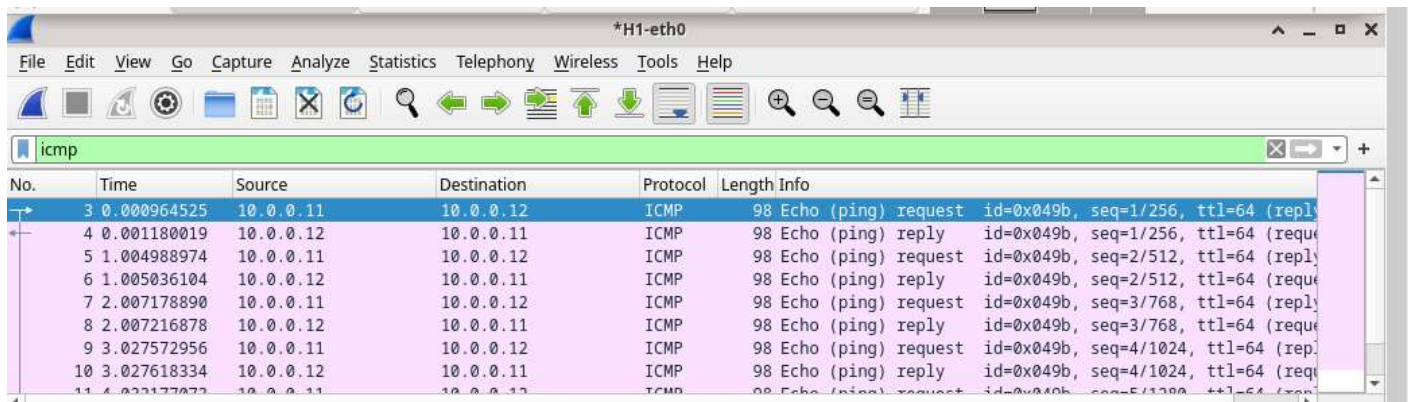 *H1-eth0
File Edit View Go Capture Analyze Statistics Telephony Wireless Tools Help
icmp
No. Time Source Destination Protocol Length Info
3 0.000964525 10.0.0.11 10.0.0.12 ICMP 98 Echo (ping) request id=0x049b, seq=1/256, ttl=64 (reply
4 0.001180019 10.0.0.12 10.0.0.11 ICMP 98 Echo (ping) reply id=0x049b, seq=1/256, ttl=64 (reque
5 1.004988974 10.0.0.11 10.0.0.12 ICMP 98 Echo (ping) request id=0x049b, seq=2/512, ttl=64 (reply
6 1.005036104 10.0.0.12 10.0.0.11 ICMP 98 Echo (ping) reply id=0x049b, seq=2/512, ttl=64 (reque
7 2.007178890 10.0.0.11 10.0.0.12 ICMP 98 Echo (ping) request id=0x049b, seq=3/768, ttl=64 (reply
8 2.007216878 10.0.0.12 10.0.0.11 ICMP 98 Echo (ping) reply id=0x049b, seq=3/768, ttl=64 (reque
9 3.027572956 10.0.0.11 10.0.0.12 ICMP 98 Echo (ping) request id=0x049b, seq=4/1024, ttl=64 (rep
10 3.027618334 10.0.0.12 10.0.0.11 ICMP 98 Echo (ping) reply id=0x049b, seq=4/1024, ttl=64 (requ